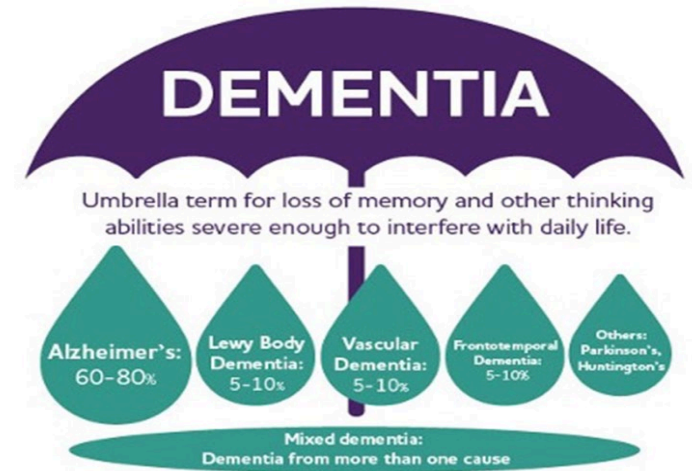 DEMENTIA
Umbrella term for loss of memory and other thinking
abilities severe enough to interfere with daily life.
Alzheimer's:
60-80%
Lewy Body
Dementia:
5-10%
Vascular
Dementia:
5-10%
Frontotemporal
Dementia:
5-10%
Others:
Parkinson's,
Huntington's
Mixed dementia:
Dementia from more than one cause